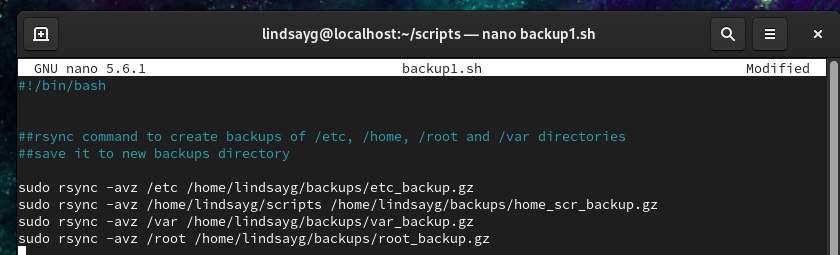 lindsayg@localhost:~/scripts — nano backup1.sh
GNU nano 5.6.1 backup1.sh Modified
#!/bin/bash
##rsync command to create backups of /etc, /home, /root and /var directories
##save it to new backups directory
sudo rsync -avz /etc /home/lindsayg/backups/etc_backup.gz
sudo rsync -avz /home/lindsayg/scripts /home/lindsayg/backups/home_scr_backup.gz
sudo rsync -avz /var /home/lindsayg/backups/var_backup.gz
sudo rsync -avz /root /home/lindsayg/backups/root_backup.gz